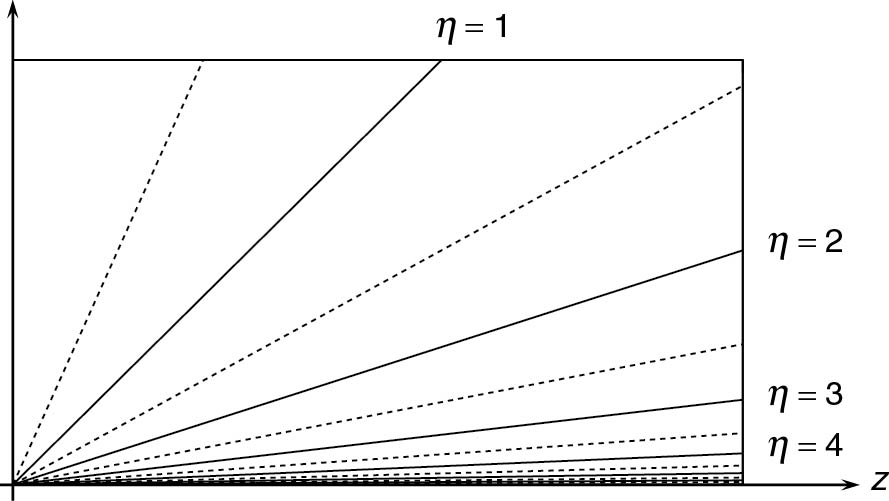 η = 1
η = 2
η = 3
η = 4
z